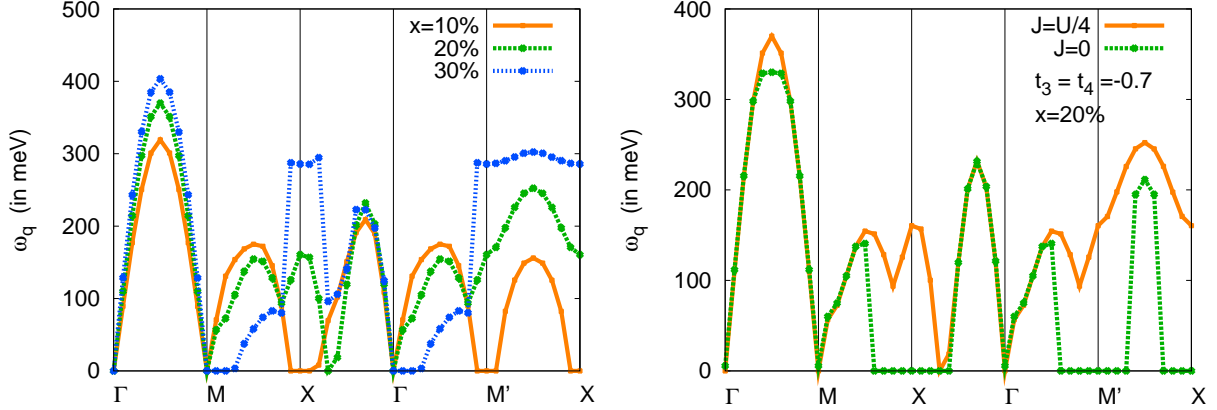 500
400
300
200
100
0
ω_q (in meV)
x=10%
20%
30%
Γ M X Γ M' X
400
300
200
100
0
ω_q (in meV)
J=U/4
J=0
t_3 = t_4 =-0.7
x=20%
Γ M X Γ M' X